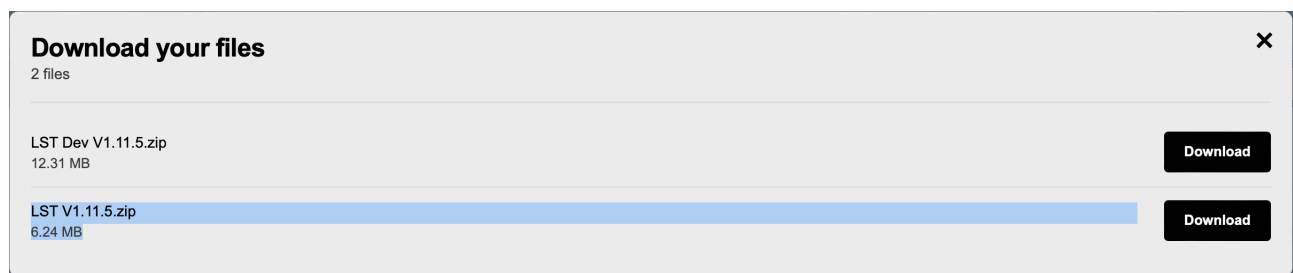 Download your files
2 files
LST Dev V1.11.5.zip
12.31 MB
Download
LST V1.11.5.zip
6.24 MB
Download